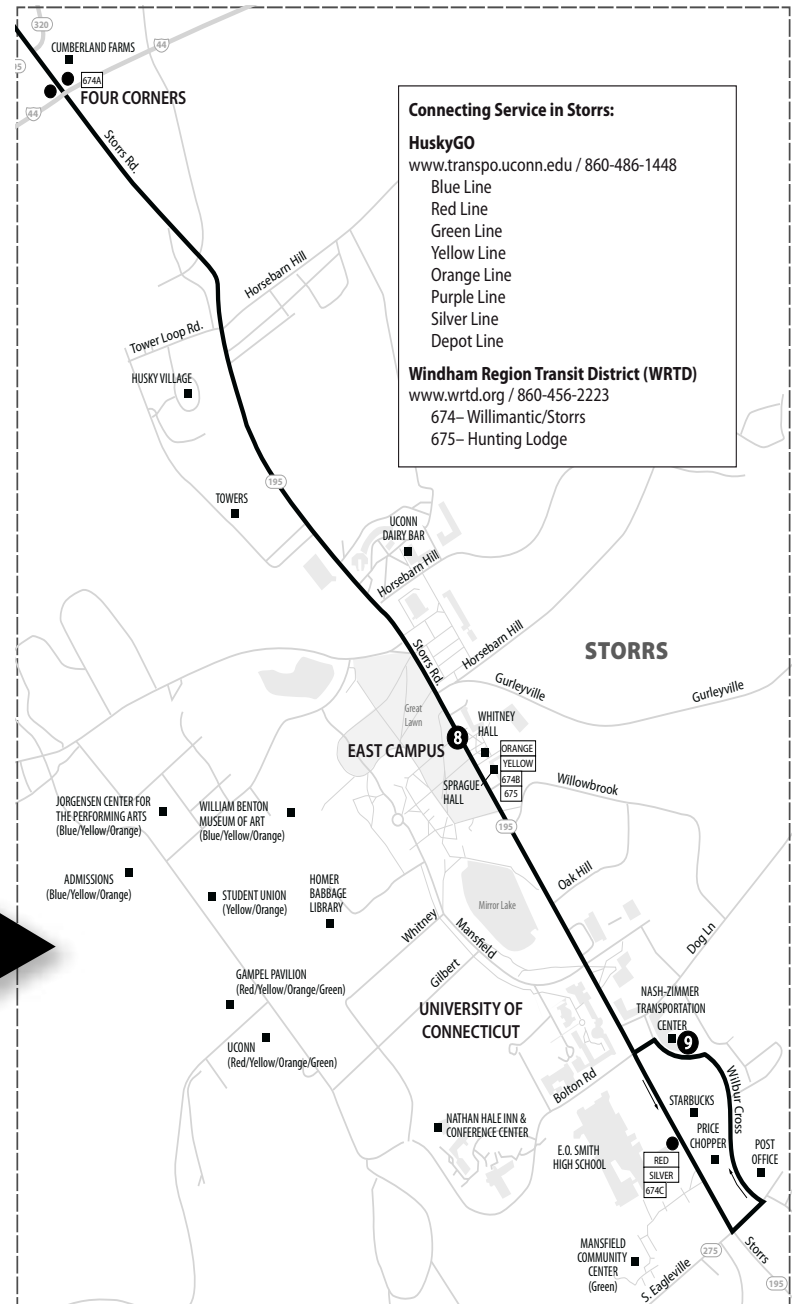 320
CUMBERLAND FARMS
44
95
674A
FOUR CORNERS
44
Storrs Rd.
Connecting Service in Storrs:
HuskyGO
www.transpo.uconn.edu / 860-486-1448
Blue Line
Red Line
Green Line
Yellow Line
Orange Line
Purple Line
Silver Line
Depot Line
Windham Region Transit District (WRTD)
www.wrtd.org / 860-456-2223
674– Willimantic/Storrs
675– Hunting Lodge
Horsebarn Hill
Tower Loop Rd.
HUSKY VILLAGE
195
TOWERS
UCONN
DAIRY BAR
Horsebarn Hill
Storrs Rd.
Horsebarn Hill
STORRS
Gurleyville
Gurleyville
Great
Lawn
WHITNEY
HALL
8
EAST CAMPUS
ORANGE
YELLOW
674B
675
SPRAGUE
HALL
Willowbrook
195
JORGENSEN CENTER FOR
THE PERFORMING ARTS
(Blue/Yellow/Orange)
WILLIAM BENTON
MUSEUM OF ART
(Blue/Yellow/Orange)
ADMISSIONS
(Blue/Yellow/Orange)
STUDENT UNION
(Yellow/Orange)
HOMER
BABBAGE
LIBRARY
Oak Hill
Mirror Lake
Whitney
Mansfield
Gilbert
Dog Ln
GAMPEL PAVILION
(Red/Yellow/Orange/Green)
UCONN
(Red/Yellow/Orange/Green)
UNIVERSITY OF
CONNECTICUT
NASH-ZIMMER
TRANSPORTATION
CENTER
9
Bolton Rd
Wilbur Cross
STARBUCKS
PRICE
CHOPPER
POST
OFFICE
NATHAN HALE INN &
CONFERENCE CENTER
E.O. SMITH
HIGH SCHOOL
RED
SILVER
674C
MANSFIELD
COMMUNITY
CENTER
(Green)
275
S. Eagleville
Storrs
195